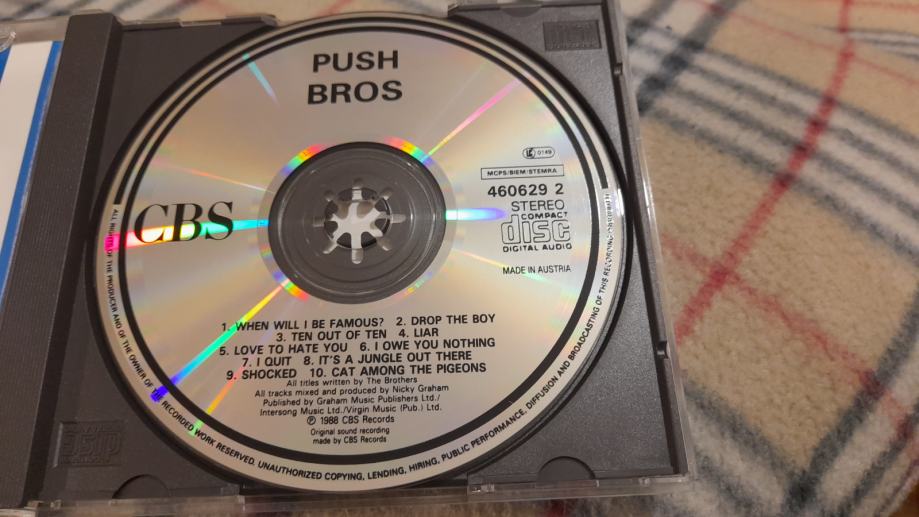 PUSH
BROS
LC 0149
MCPS/BIEM/STEMRA
460629 2
STEREO
COMPACT
disc
DIGITAL AUDIO
MADE IN AUSTRIA
CBS
1. WHEN WILL I BE FAMOUS? 2. DROP THE BOY
3. TEN OUT OF TEN 4. LIAR
5. LOVE TO HATE YOU 6. I OWE YOU NOTHING
7. I QUIT 8. IT'S A JUNGLE OUT THERE
9. SHOCKED 10. CAT AMONG THE PIGEONS
All titles written by The Brothers
All tracks mixed and produced by Nicky Graham
Published by Graham Music Publishers Ltd./
Intersong Music Ltd./Virgin Music (Pub.) Ltd.
℗ 1988 CBS Records
Original sound recording
made by CBS Records
ALL RIGHTS OF THE PRODUCER AND OF THE OWNER OF THE RECORDED WORK RESERVED. UNAUTHORIZED COPYING, LENDING, HIRING, PUBLIC PERFORMANCE, DIFFUSION AND BROADCASTING OF THIS RECORDING